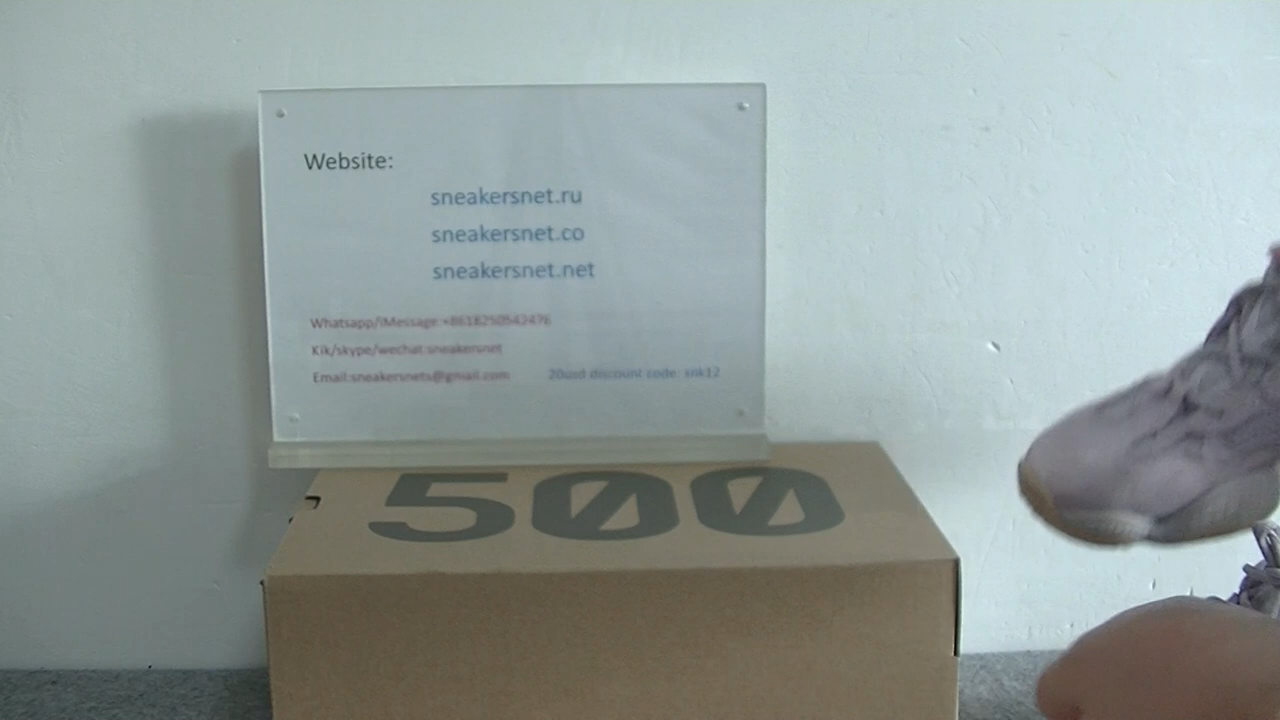 Website:
sneakersnet.ru
sneakersnet.co
sneakersnet.net
Whatsapp/iMessage:+8618250542476
Kik/skype/wechat:sneakersnet
Email:sneakersnets@gmail.com 20usd discount code: snk12
500